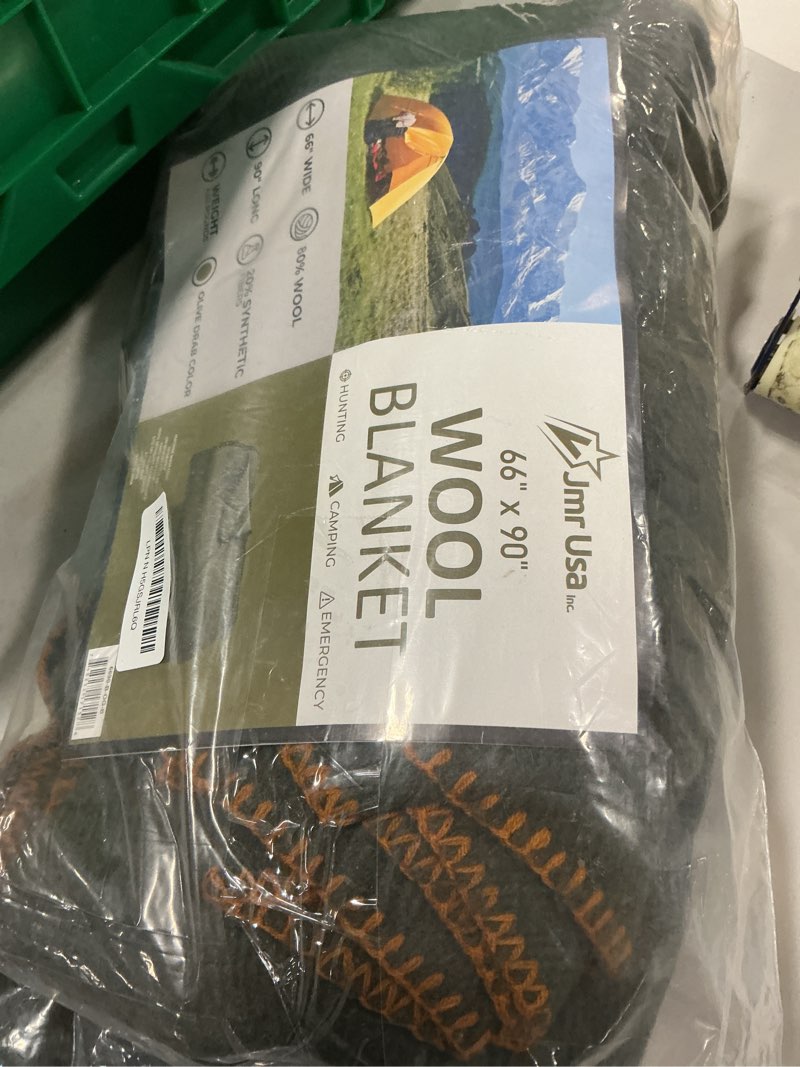 Jmr Usa Inc.
66" x 90"
WOOL
BLANKET
HUNTING
CAMPING
EMERGENCY
66" WIDE
80% WOOL
90" LONG
20% SYNTHETIC
WEIGHT
OLIVE DRAB COLOR